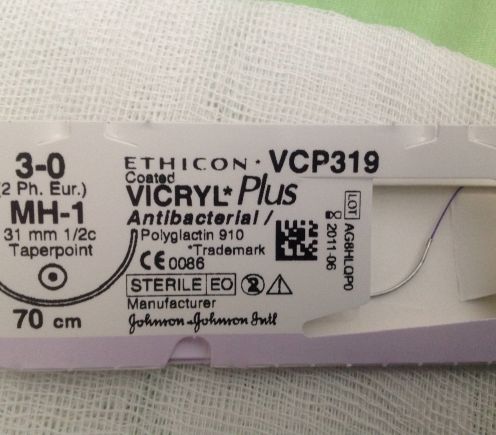 3-0
(2 Ph. Eur.)
MH-1
31 mm 1/2c
Taperpoint
70 cm
ETHICON · VCP319
Coated
VICRYL* Plus
Antibacterial /
Polyglactin 910
*Trademark
CE 0086
STERILE EO
2
Manufacturer
Johnson-Johnson Intl
LOT AG8HLQP0
2011-06